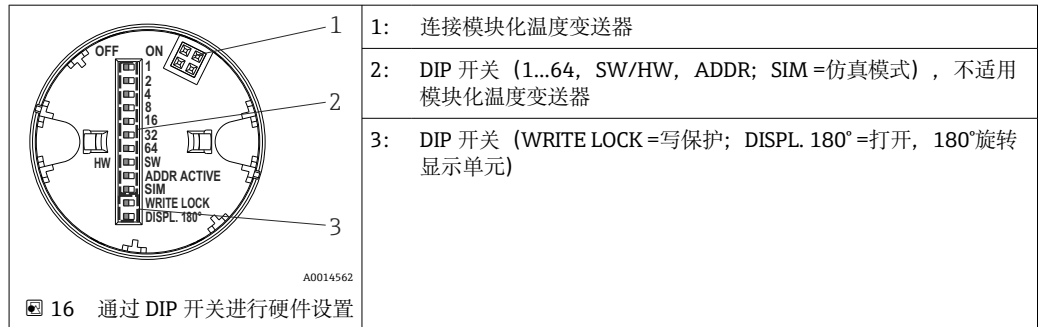 OFF ON
1
2
4
8
16
32
64
HW SW
ADDR ACTIVE
SIM
WRITE LOCK
DISPL. 180°
1
2
3
A0014562
16 通过 DIP 开关进行硬件设置
1: 连接模块化温度变送器
2: DIP 开关（1...64，SW/HW，ADDR；SIM =仿真模式），不适用
模块化温度变送器
3: DIP 开关（WRITE LOCK =写保护；DISPL. 180° =打开，180°旋转
显示单元)